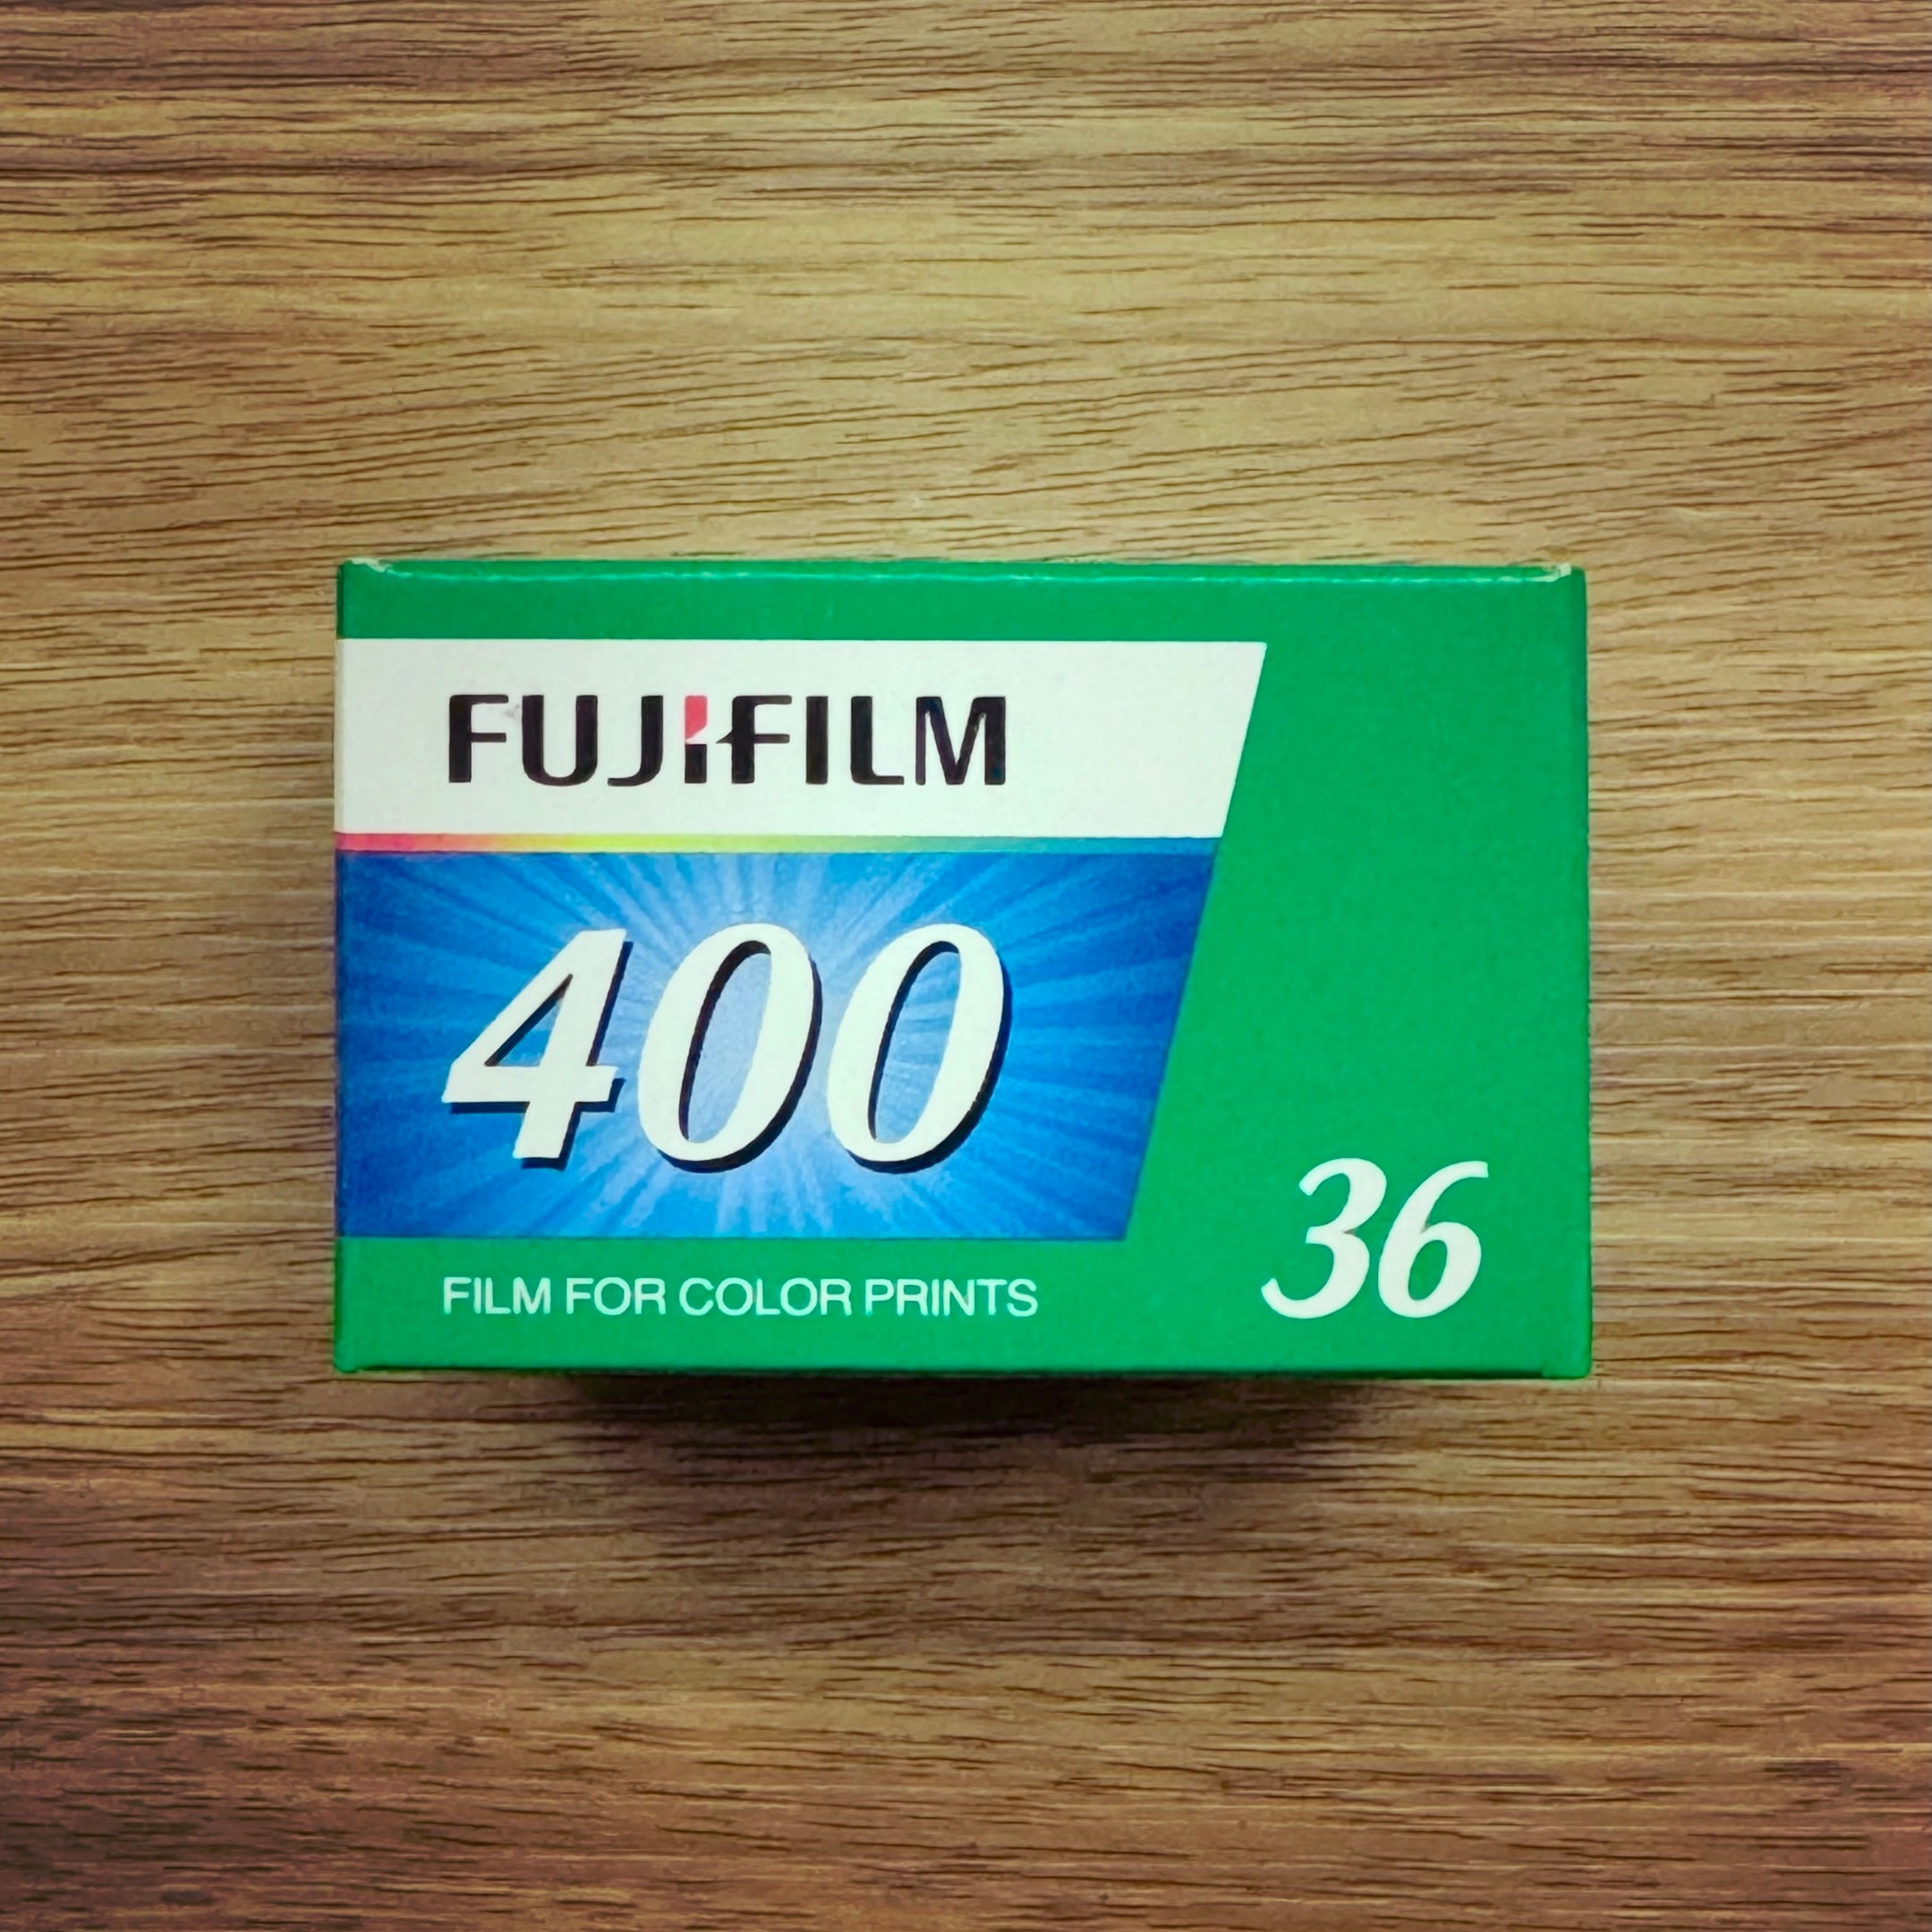 FUJIFILM
400
36
FILM FOR COLOR PRINTS